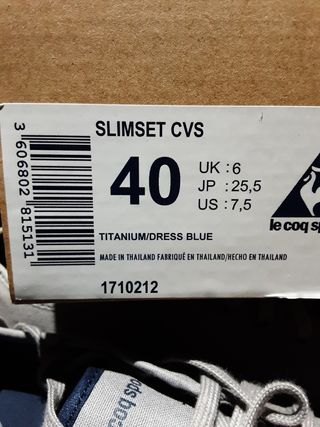 SLIMSET CVS
3 606802 815131
40
UK : 6
JP : 25,5
US : 7,5
le coq sp
TITANIUM/DRESS BLUE
MADE IN THAILAND FABRIQUÉ EN THAILAND/HECHO EN THAILAND
1710212